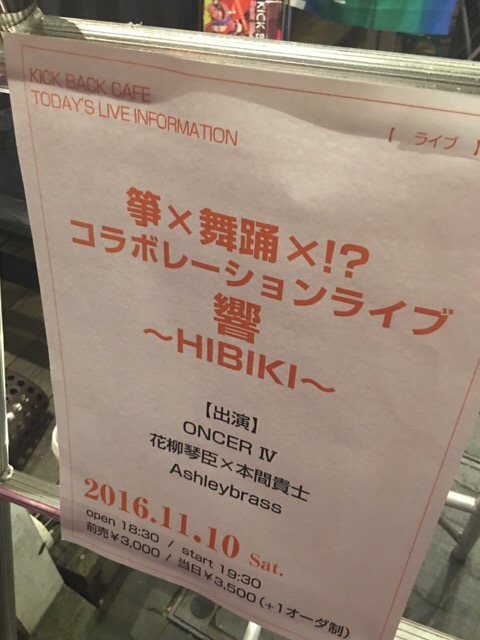 KICK BACK CAFE
TODAY'S LIVE INFORMATION
【 ライブ 】
箏×舞踊×!?
コラボレーションライブ
響
～HIBIKI～
【出演】
ONCER Ⅳ
花柳琴臣×本間貴士
Ashleybrass
2016.11.10 Sat.
open 18:30 / start 19:30
前売¥3,000 / 当日¥3,500(+1オーダ制)